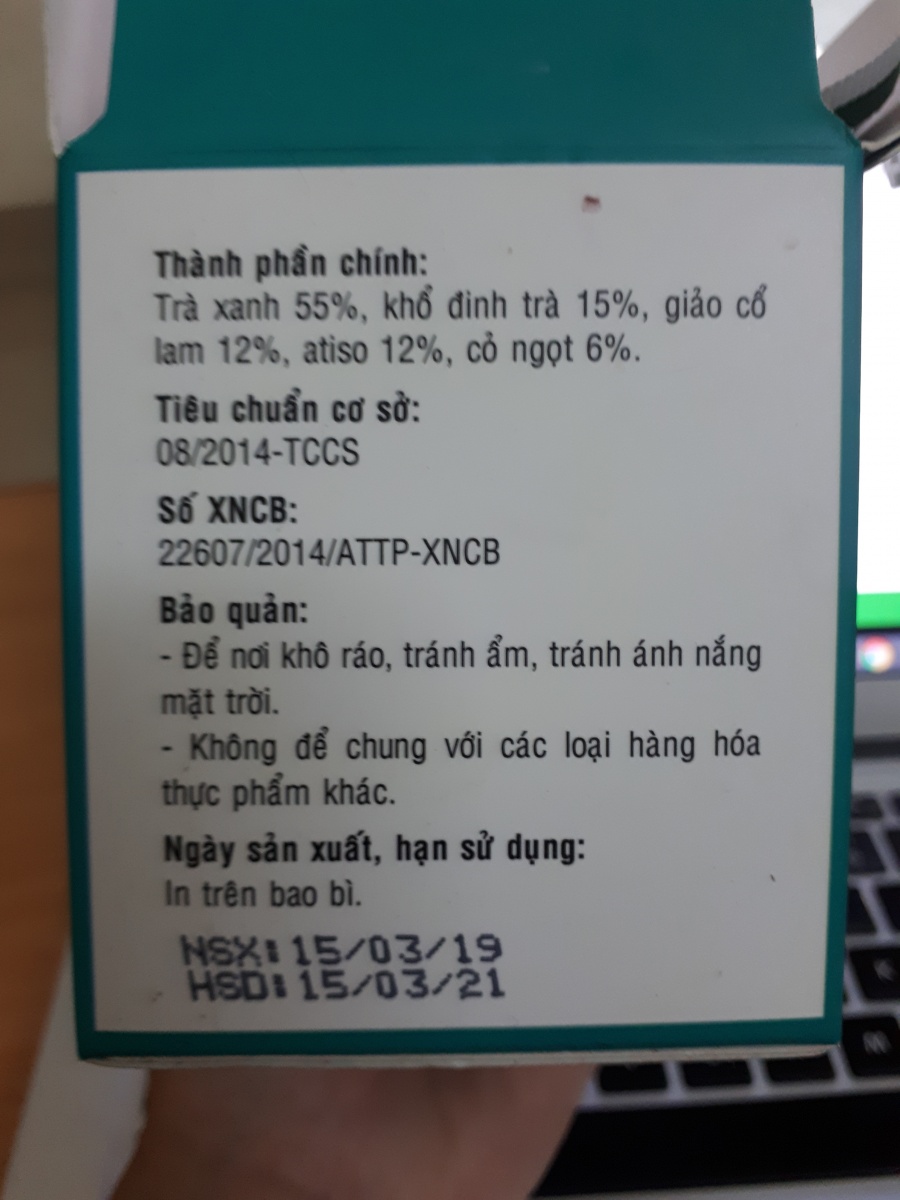 Thành phần chính:
Trà xanh 55%, khổ đinh trà 15%, giảo cổ
lam 12%, atiso 12%, cỏ ngọt 6%.
Tiêu chuẩn cơ sở:
08/2014-TCCS
Số XNCB:
22607/2014/ATTP-XNCB
Bảo quản:
- Để nơi khô ráo, tránh ẩm, tránh ánh nắng
mặt trời.
- Không để chung với các loại hàng hóa
thực phẩm khác.
Ngày sản xuất, hạn sử dụng:
In trên bao bì.
NSX: 15/03/19
HSD: 15/03/21
K
M